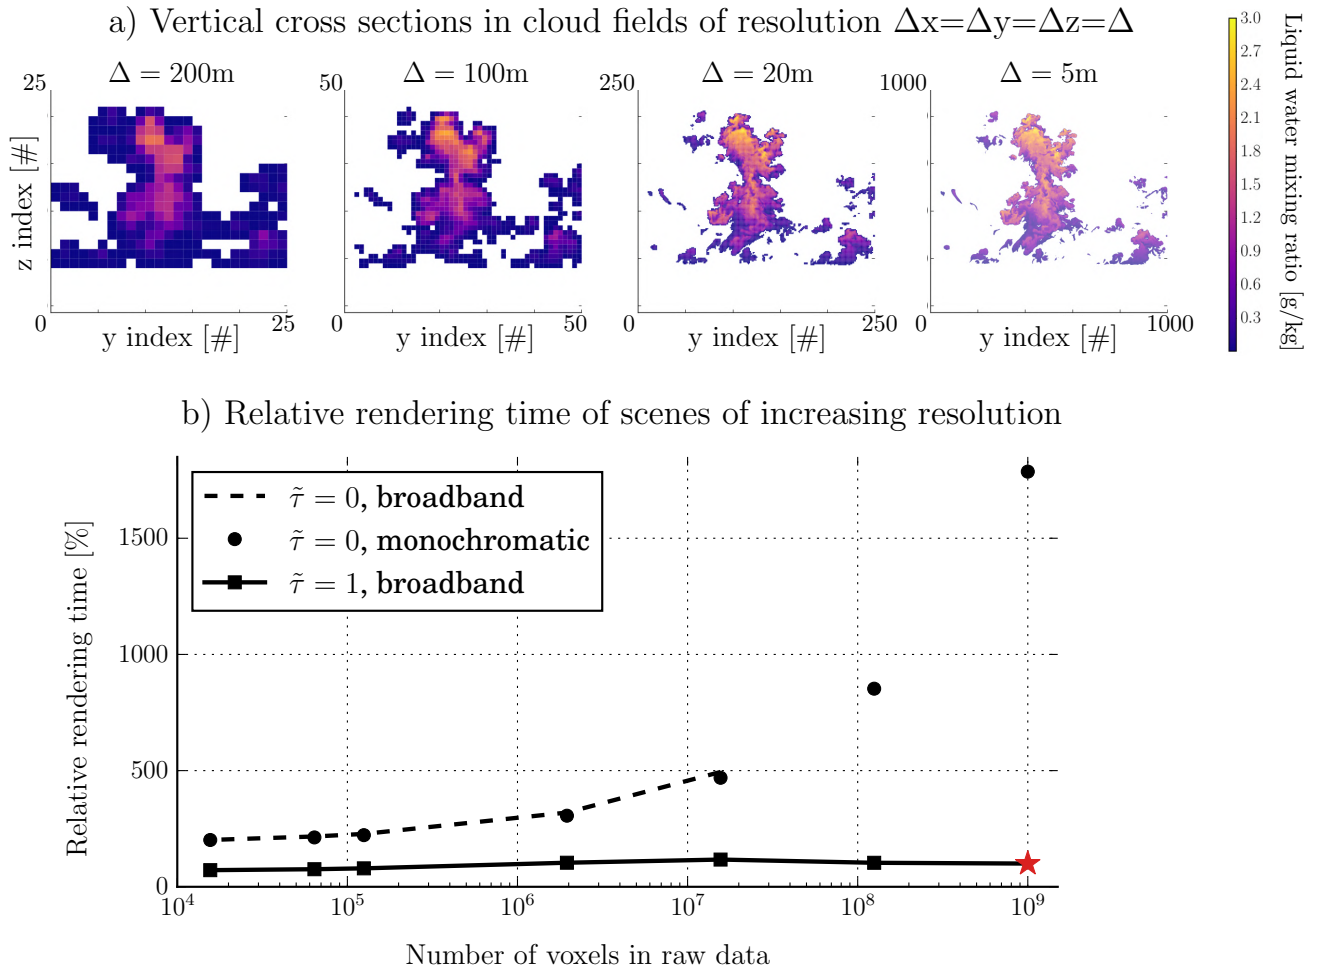 a) Vertical cross sections in cloud fields of resolution Δx=Δy=Δz=Δ
Δ = 200m
Δ = 100m
Δ = 20m
Δ = 5m
25
50
250
1000
z index [#]
0
25
0
50
0
250
0
1000
y index [#]
y index [#]
y index [#]
y index [#]
3.0
2.7
2.4
2.1
1.8
1.5
1.2
0.9
0.6
0.3
Liquid water mixing ratio [g/kg]
b) Relative rendering time of scenes of increasing resolution
τ̃ = 0, broadband
τ̃ = 0, monochromatic
τ̃ = 1, broadband
Relative rendering time [%]
1500
1000
500
0
10⁴
10⁵
10⁶
10⁷
10⁸
10⁹
Number of voxels in raw data